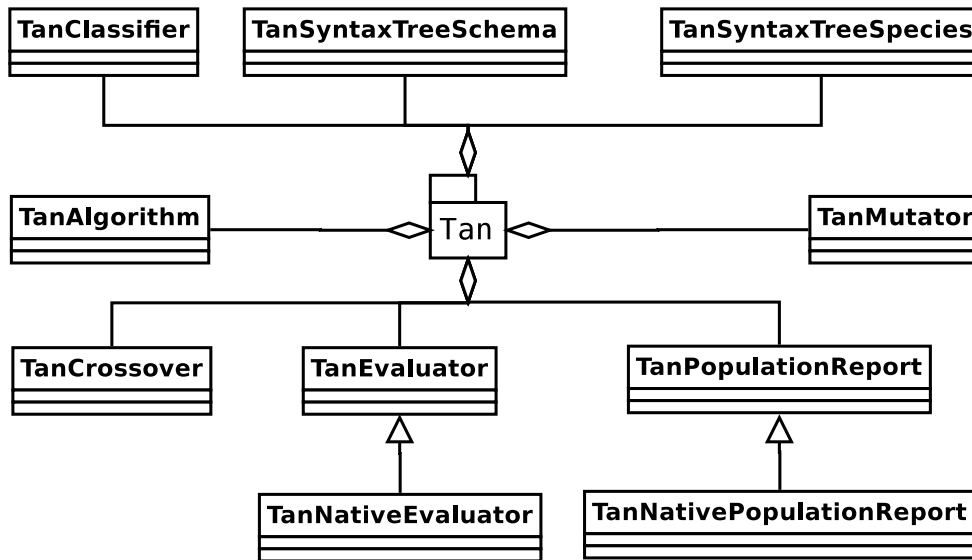 TanClassifier
TanSyntaxTreeSchema
TanSyntaxTreeSpecies
TanAlgorithm
Tan
TanMutator
TanCrossover
TanEvaluator
TanPopulationReport
TanNativeEvaluator
TanNativePopulationReport